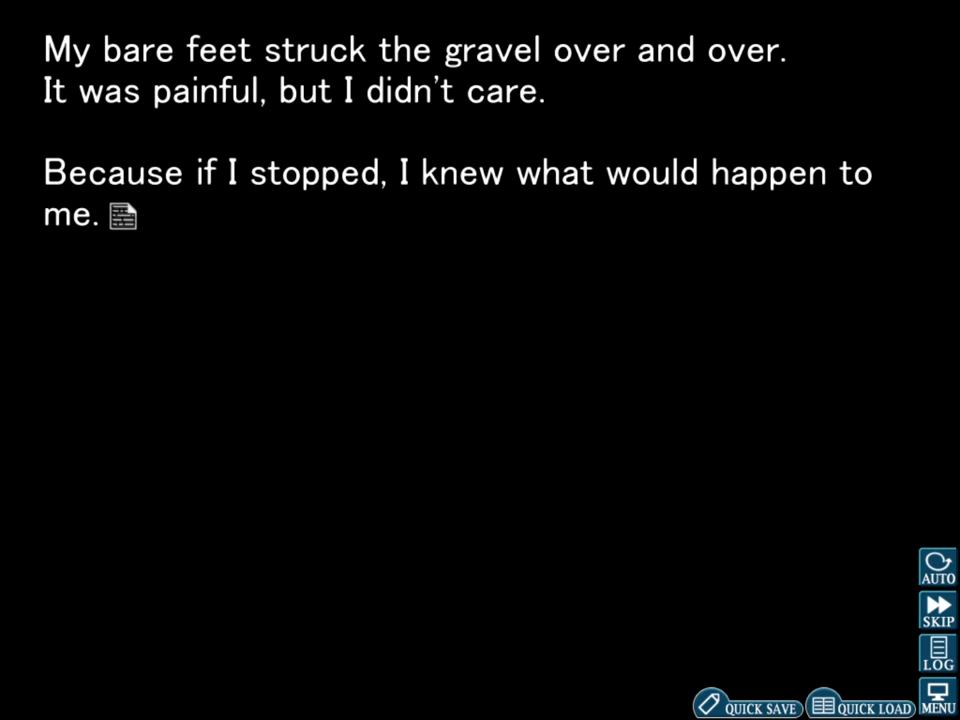 My bare feet struck the gravel over and over.
It was painful, but I didn't care.
Because if I stopped, I knew what would happen to
me.
AUTO
SKIP
LOG
QUICK SAVE
QUICK LOAD
MENU